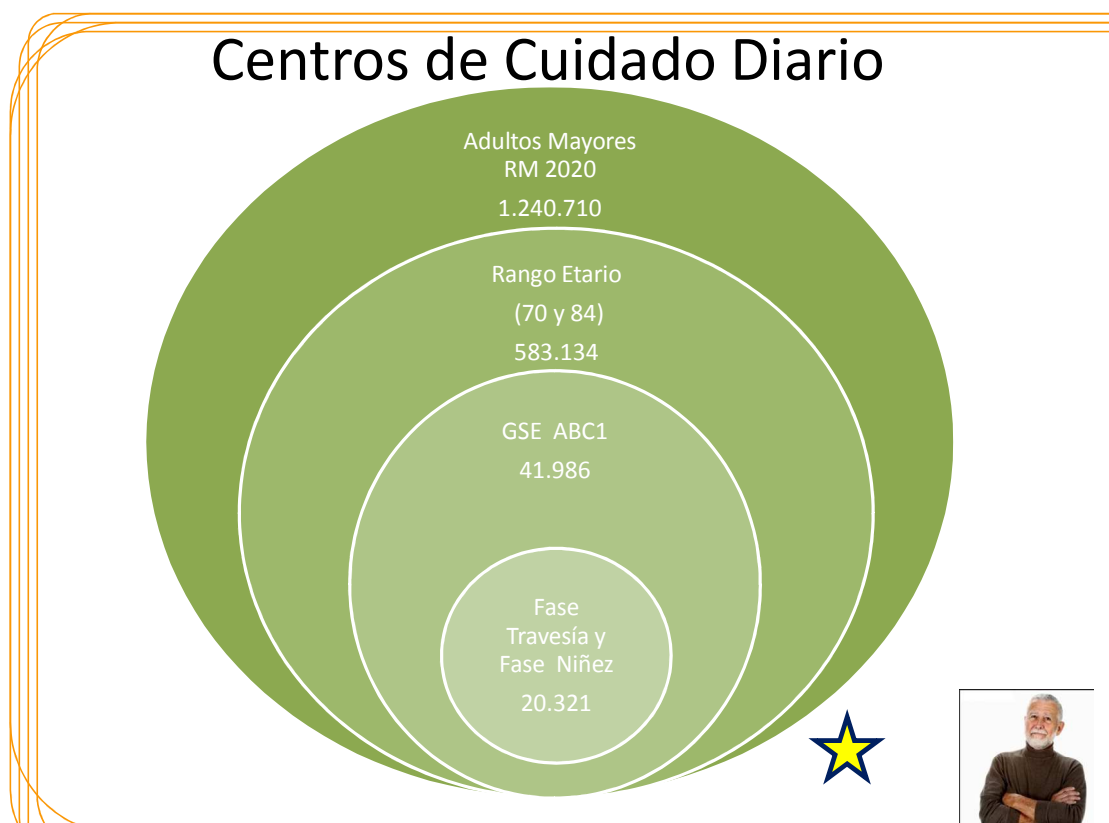 Centros de Cuidado Diario
Adultos Mayores
RM 2020
1.240.710
Rango Etario
(70 y 84)
583.134
GSE ABC1
41.986
Fase
Travesía y
Fase Niñez
20.321